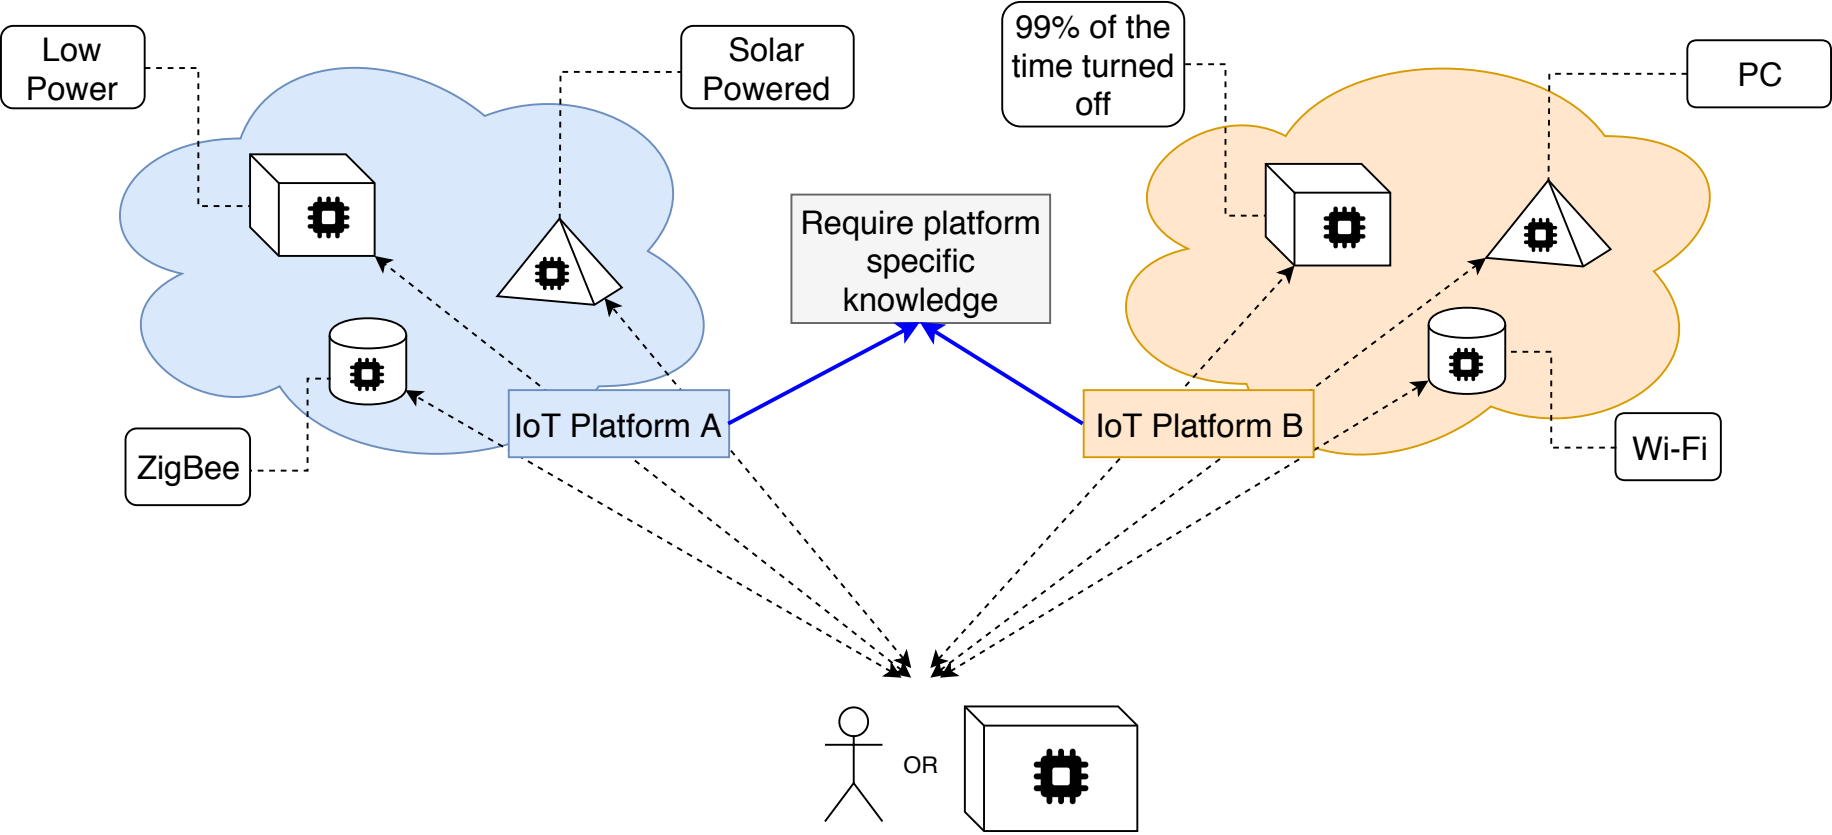 Low
Power
Solar
Powered
99% of the
time turned
off
PC
Require platform
specific
knowledge
IoT Platform A
IoT Platform B
ZigBee
Wi-Fi
OR